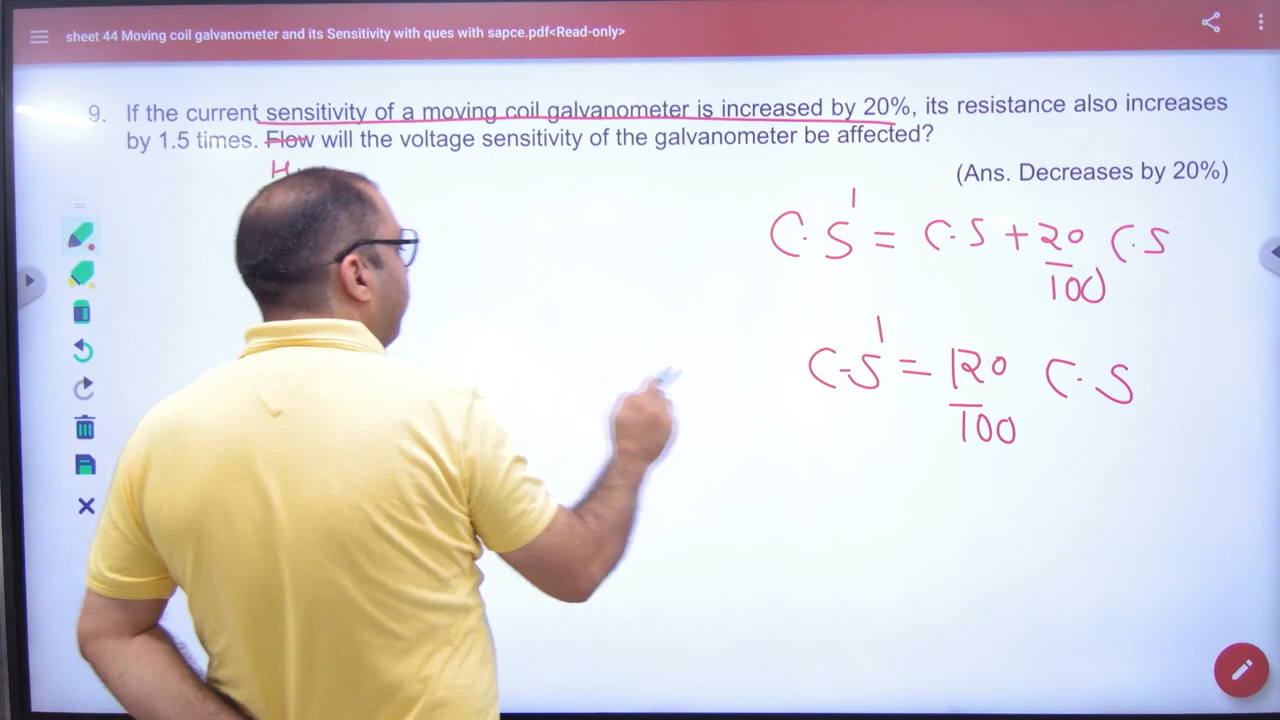 sheet 44 Moving coil galvanometer and its Sensitivity with ques with sapce.pdf<Read-only>
9. If the current sensitivity of a moving coil galvanometer is increased by 20%, its resistance also increases
by 1.5 times. Flow will the voltage sensitivity of the galvanometer be affected?
H
(Ans. Decreases by 20%)
C.S' = C.S + 20/100 C.S
C.S' = 120/100 C.S